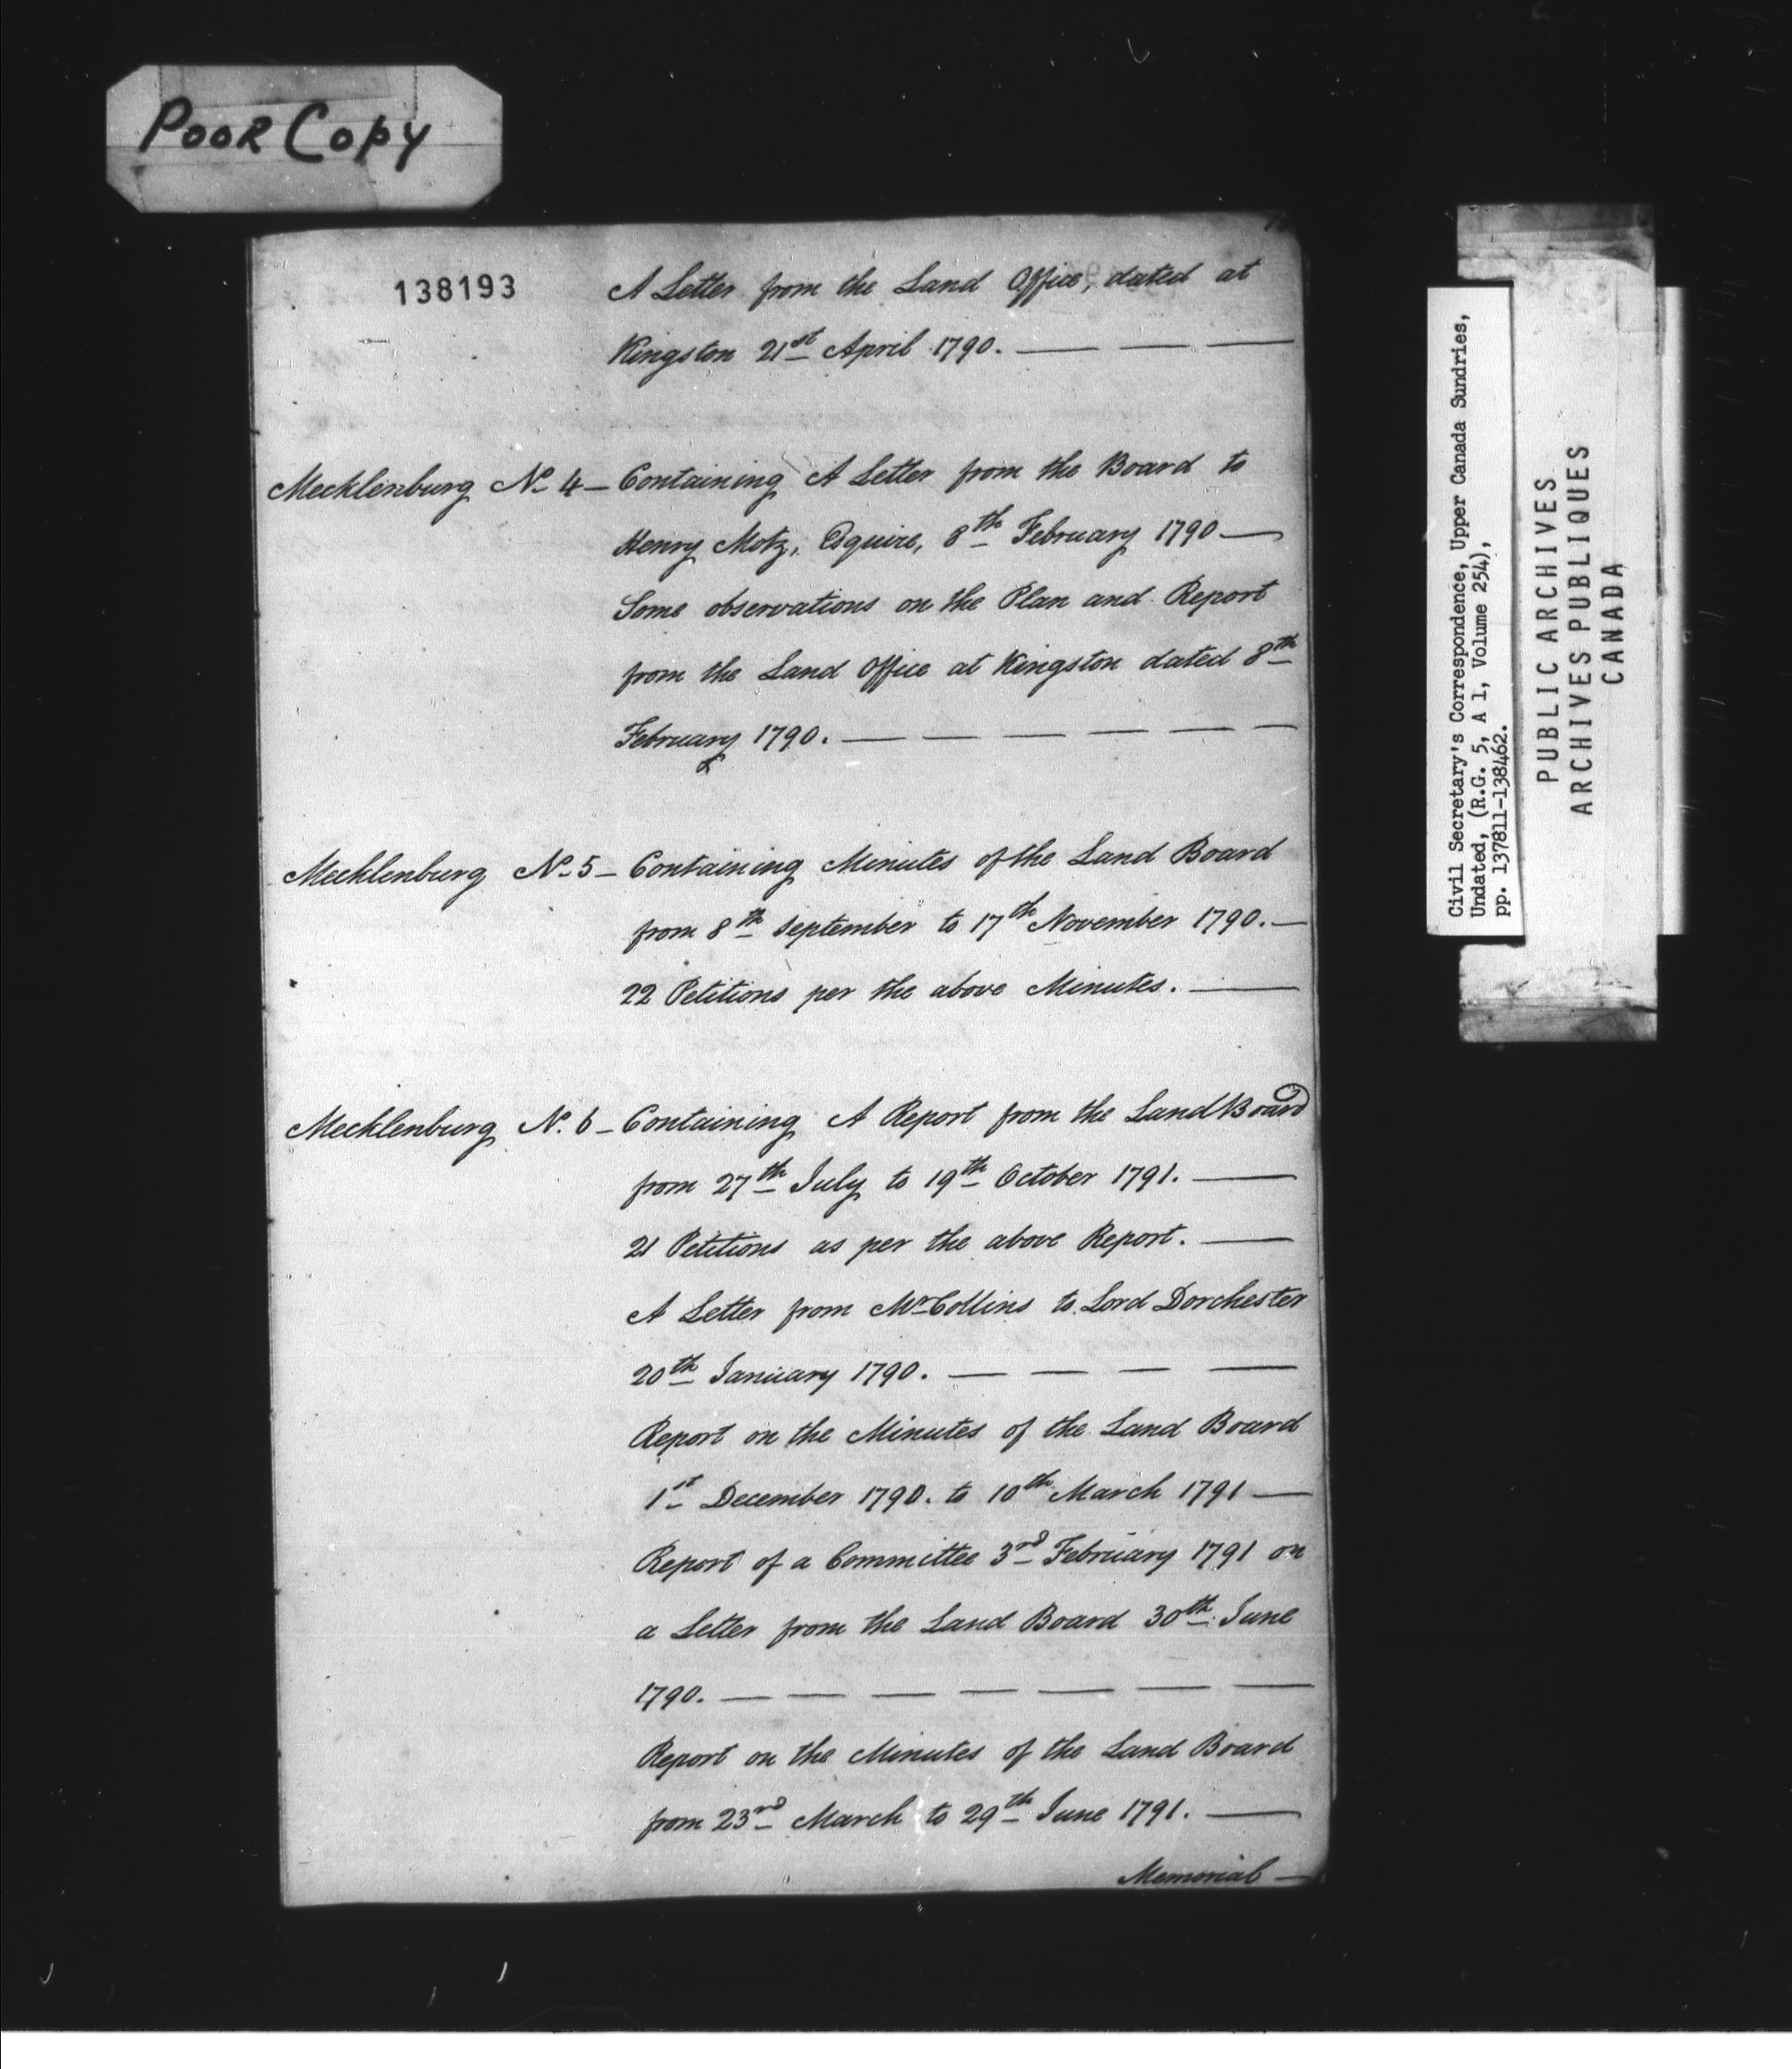 Poor Copy
138193
A Letter from the Land Office, dated at
Kingston 21st April 1790. — — —
Mecklenburg No 4 — Containing A Letter from the Board to
Henry Motz, Esquire, 8th February 1790 —
Some observations on the Plan and Report
from the Land Office at Kingston dated 8th
February 1790. — — — — — —
Mecklenburg No 5 — Containing Minutes of the Land Board
from 8th September to 17th November 1790. —
22 Petitions per the above Minutes. —
Mecklenburg N. 6 — Containing A Report from the Land Board
from 27th July to 19th October 1791. —
21 Petitions as per the above Report. —
A Letter from Mr Collins to Lord Dorchester
20th January 1790. — — — —
Report on the Minutes of the Land Board
1st December 1790. to 10th March 1791 —
Report of a Committee 3rd February 1791 on
a Letter from the Land Board 30th June
1790. — — — — — — —
Report on the Minutes of the Land Board
from 23rd March to 29th June 1791. —
Memorial —
Civil Secretary's Correspondence, Upper Canada Sundries,
Undated, (R.G. 5, A 1, Volume 254),
pp. 137811-138462.
PUBLIC ARCHIVES
ARCHIVES PUBLIQUES
CANADA